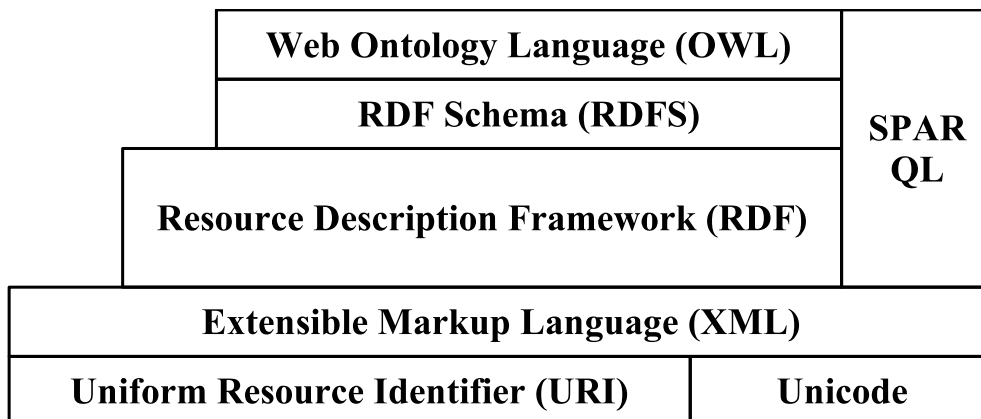 Web Ontology Language (OWL)
RDF Schema (RDFS)
SPAR
QL
Resource Description Framework (RDF)
Extensible Markup Language (XML)
Uniform Resource Identifier (URI)
Unicode